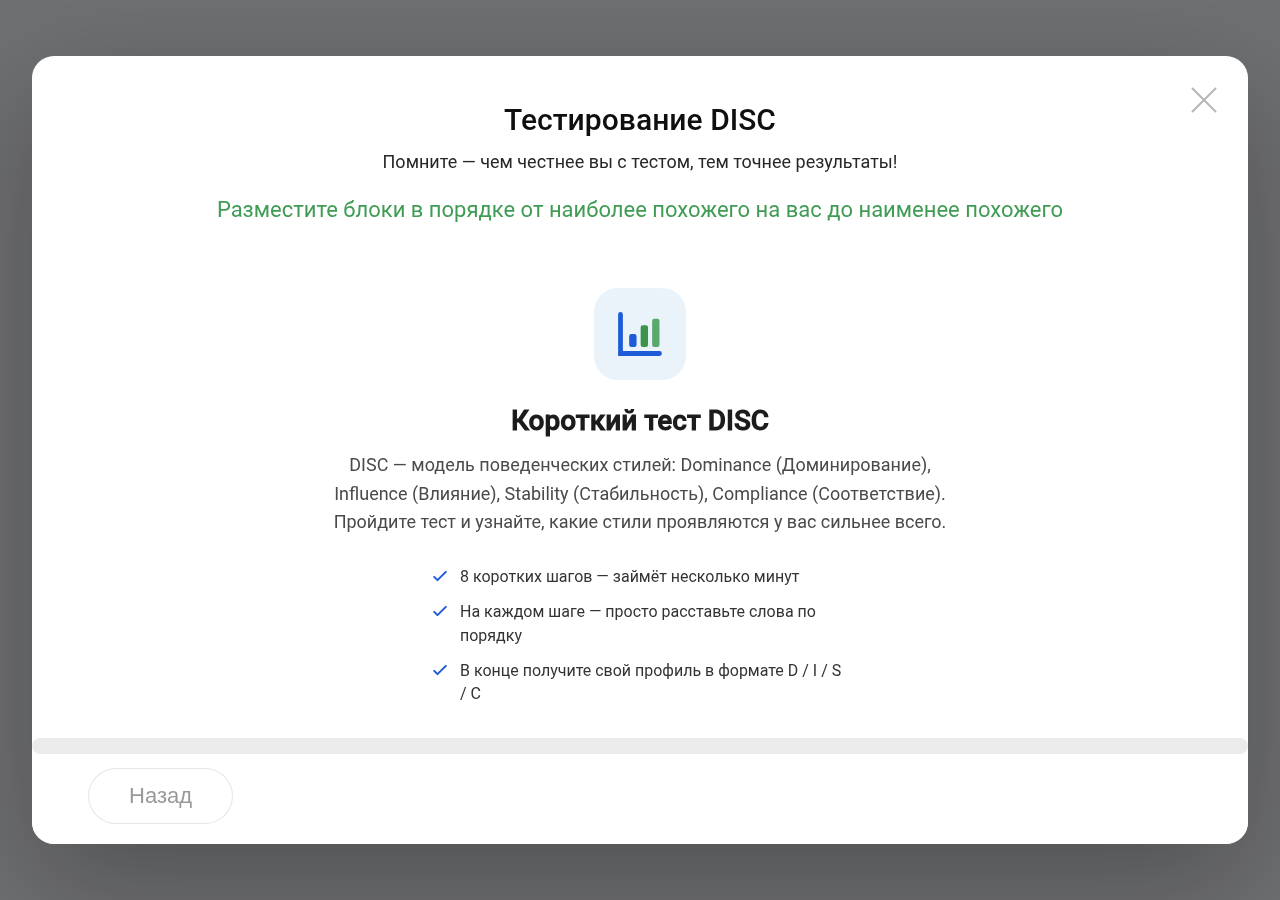 Тестирование DISC
Помните — чем честнее вы с тестом, тем точнее результаты!
Разместите блоки в порядке от наиболее похожего на вас до наименее похожего
Короткий тест DISC
DISC — модель поведенческих стилей: Dominance (Доминирование),
Influence (Влияние), Stability (Стабильность), Compliance (Соответствие).
Пройдите тест и узнайте, какие стили проявляются у вас сильнее всего.
8 коротких шагов — займёт несколько минут
На каждом шаге — просто расставьте слова по
порядку
В конце получите свой профиль в формате D / I / S
/ C
Назад